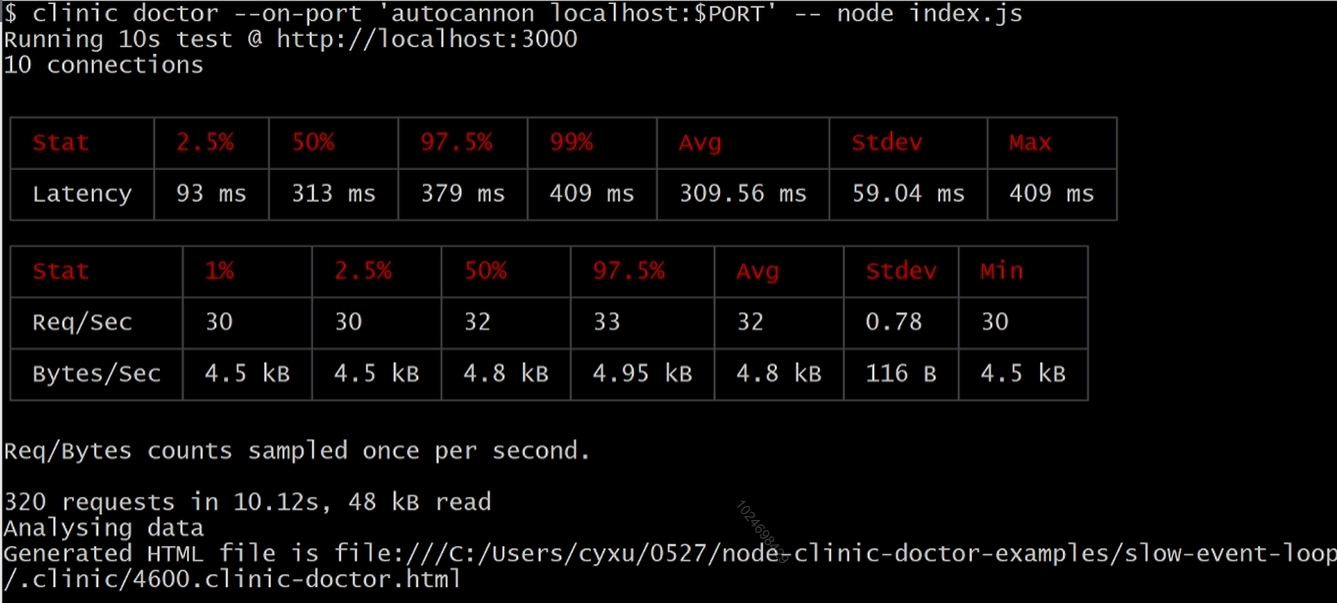 $ clinic doctor --on-port 'autocannon localhost:$PORT' -- node index.js
Running 10s test @ http://localhost:3000
10 connections
Stat 2.5% 50% 97.5% 99% Avg Stdev Max
Latency 93 ms 313 ms 379 ms 409 ms 309.56 ms 59.04 ms 409 ms
Stat 1% 2.5% 50% 97.5% Avg Stdev Min
Req/Sec 30 30 32 33 32 0.78 30
Bytes/Sec 4.5 kB 4.5 kB 4.8 kB 4.95 kB 4.8 kB 116 B 4.5 kB
Req/Bytes counts sampled once per second.
320 requests in 10.12s, 48 kB read
Analysing data
Generated HTML file is file:///C:/Users/cyxu/0527/node-clinic-doctor-examples/slow-event-loop
/.clinic/4600.clinic-doctor.html